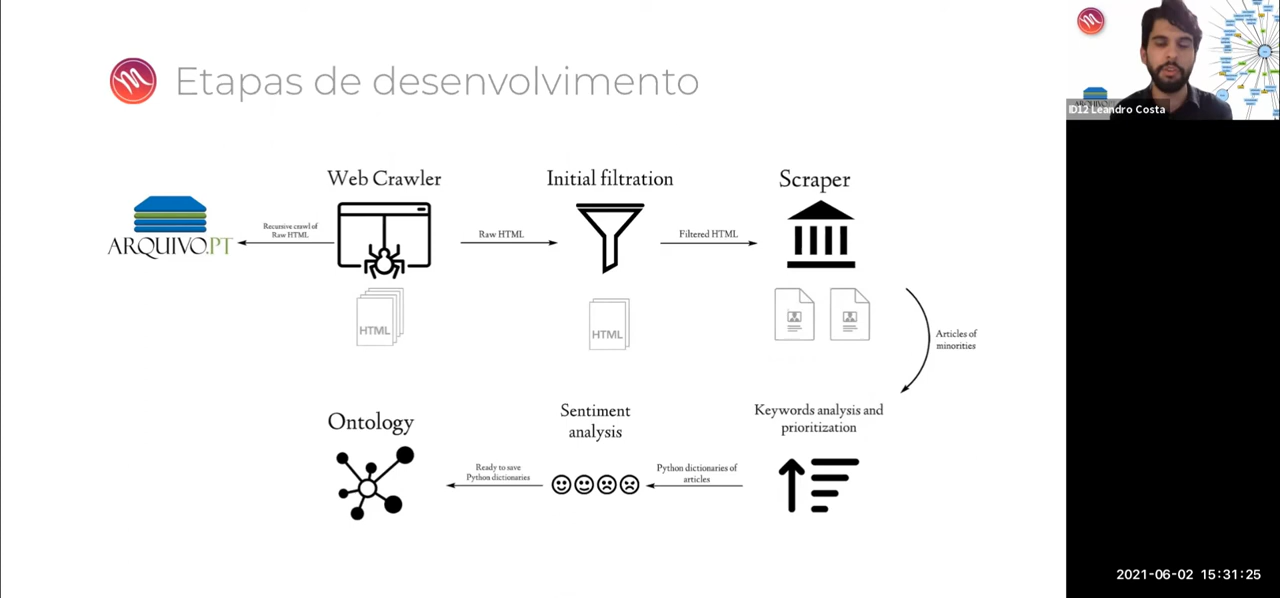 Etapas de desenvolvimento
Web Crawler
Initial filtration
Scraper
ARQUIVO.PT
Recursive crawl of
Raw HTML
Raw HTML
Filtered HTML
HTML
HTML
Articles of
minorities
Keywords analysis and
prioritization
Sentiment
analysis
Ontology
Python dictionaries of
articles
Ready to save
Python dictionaries
ID12 Leandro Costa
2021-06-02 15:31:25